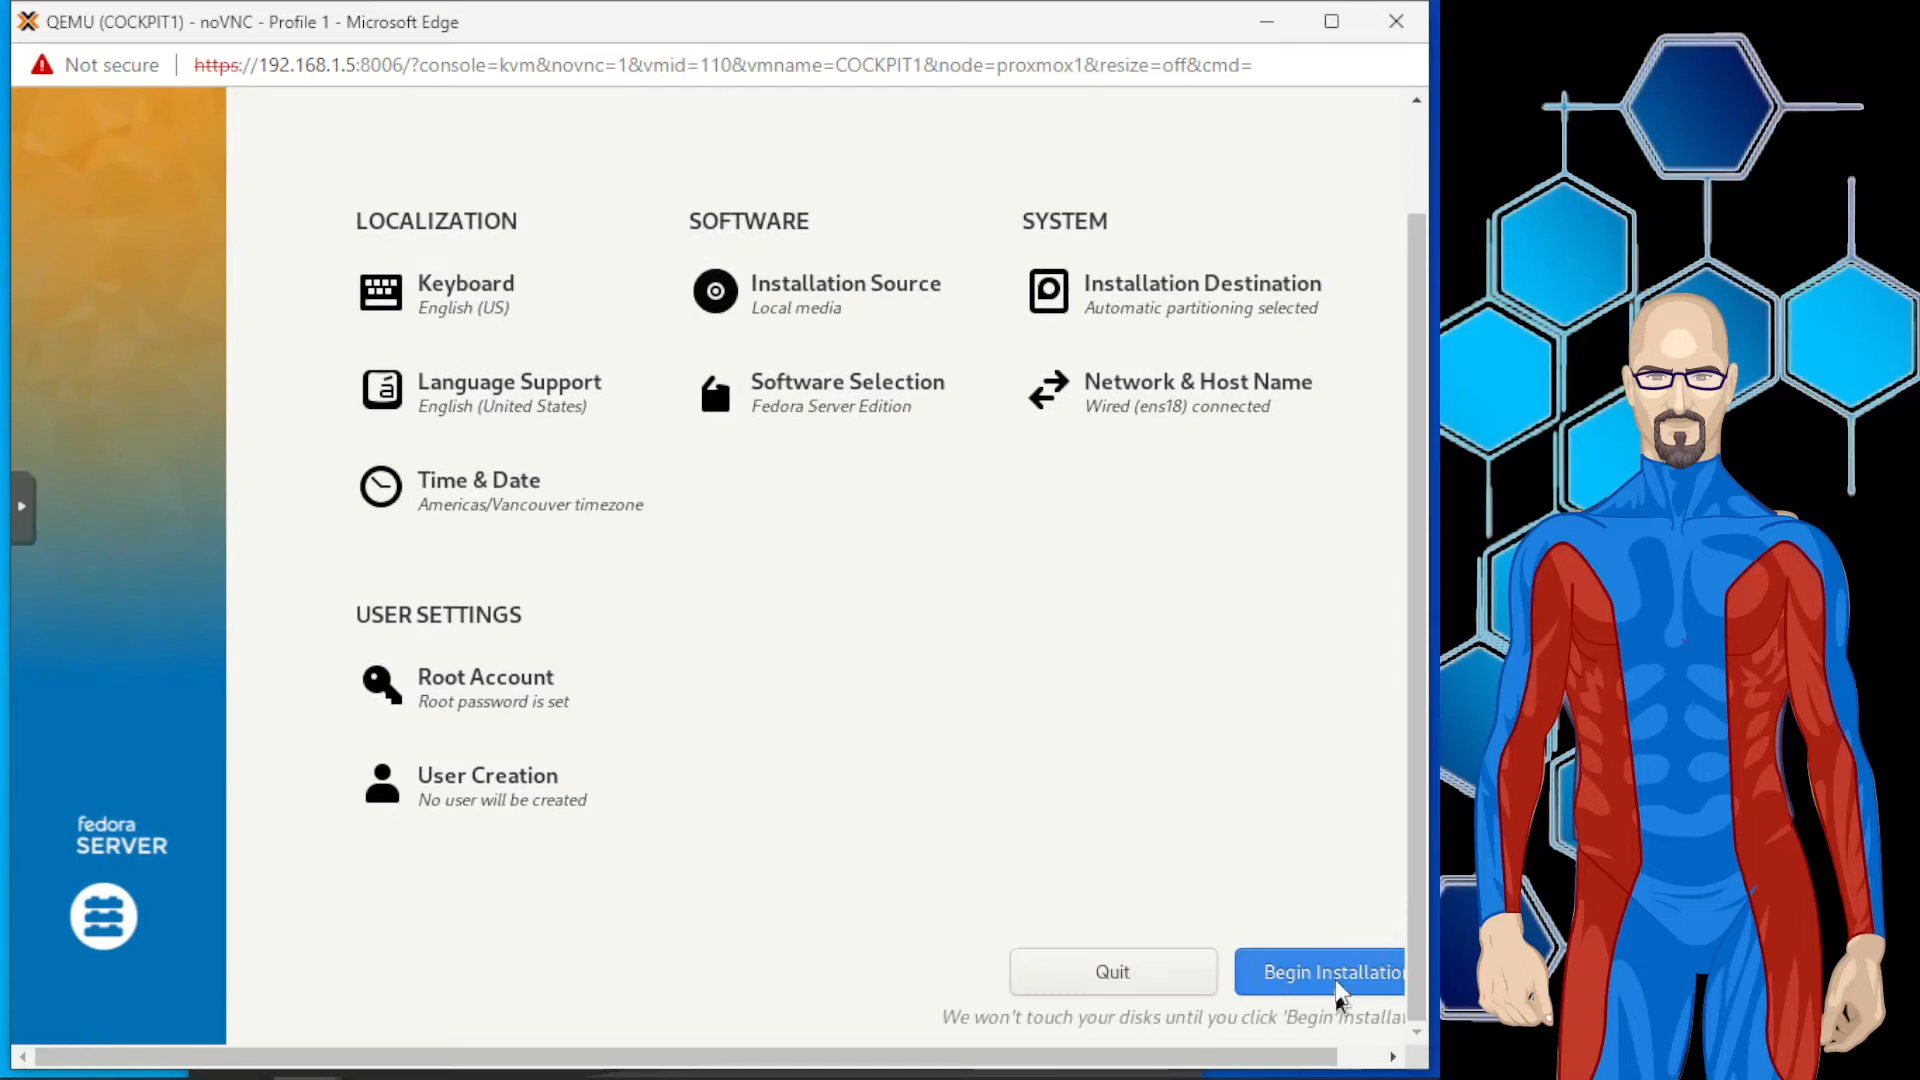 QEMU (COCKPIT1) - noVNC - Profile 1 - Microsoft Edge
Not secure
https://192.168.1.5:8006/?console=kvm&novnc=1&vmid=110&vmname=COCKPIT1&node=proxmox1&resize=off&cmd=
LOCALIZATION
Keyboard
English (US)
Language Support
English (United States)
Time & Date
Americas/Vancouver timezone
SOFTWARE
Installation Source
Local media
Software Selection
Fedora Server Edition
SYSTEM
Installation Destination
Automatic partitioning selected
Network & Host Name
Wired (ens18) connected
USER SETTINGS
Root Account
Root password is set
User Creation
No user will be created
fedora
SERVER
Quit
Begin Installatio
We won't touch your disks until you click 'Begin Installa